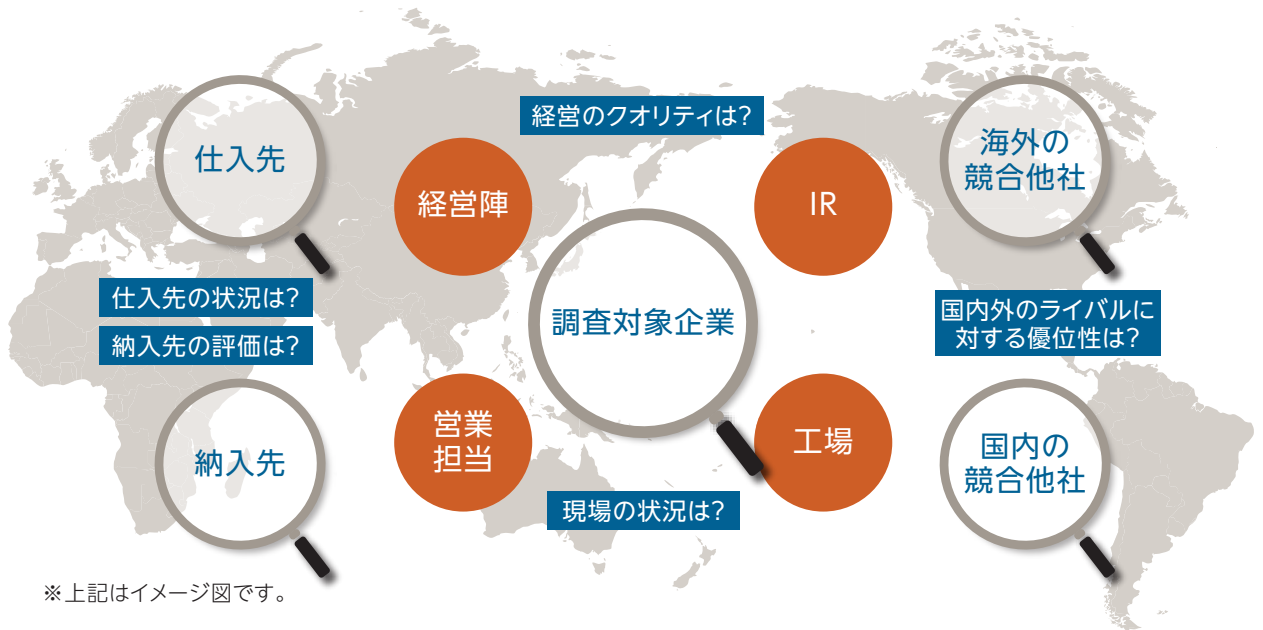 経営のクオリティは?
仕入先
経営陣
IR
海外の
競合他社
仕入先の状況は?
納入先の評価は?
調査対象企業
国内外のライバルに
対する優位性は?
納入先
営業
担当
工場
国内の
競合他社
現場の状況は?
※上記はイメージ図です。